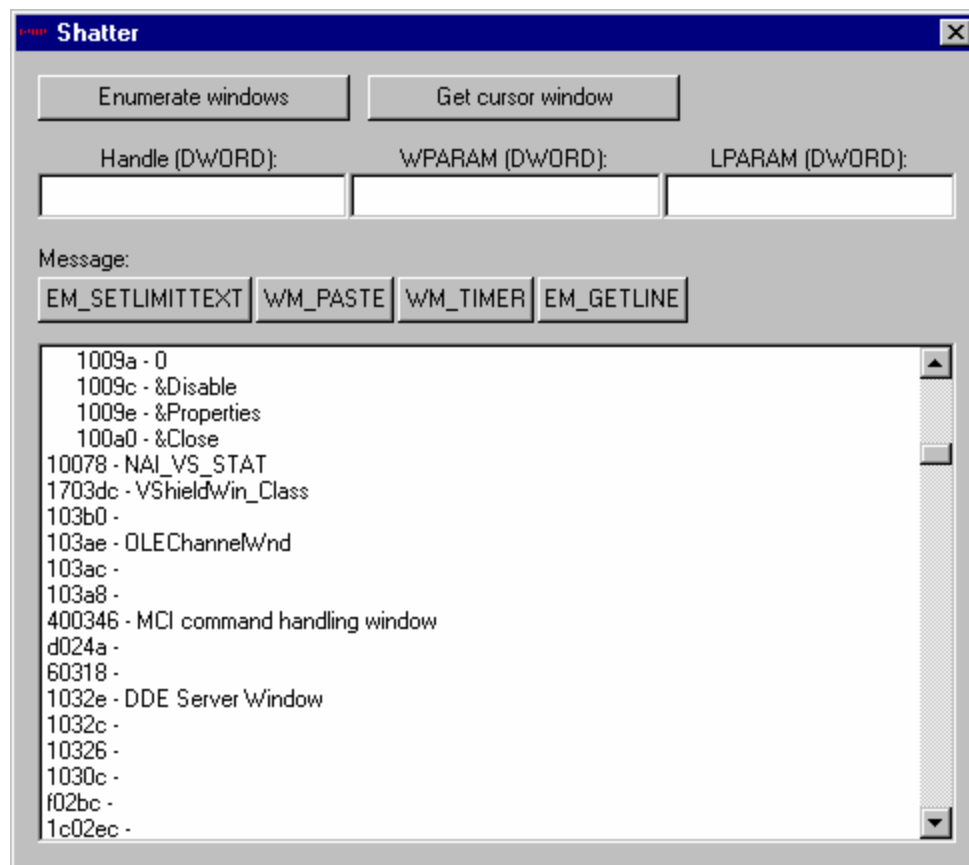 Shatter
Enumerate windows Get cursor window
Handle (DWORD): WPARAM (DWORD): LPARAM (DWORD):
Message:
EM_SETLIMITTEXT WM_PASTE WM_TIMER EM_GETLINE
1009a - 0
1009c - &Disable
1009e - &Properties
100a0 - &Close
10078 - NAI_VS_STAT
1703dc - VShieldWin_Class
103b0 -
103ae - OLEChannelWnd
103ac -
103a8 -
400346 - MCI command handling window
d024a -
60318 -
1032e - DDE Server Window
1032c -
10326 -
1030c -
f02bc -
1c02ec -